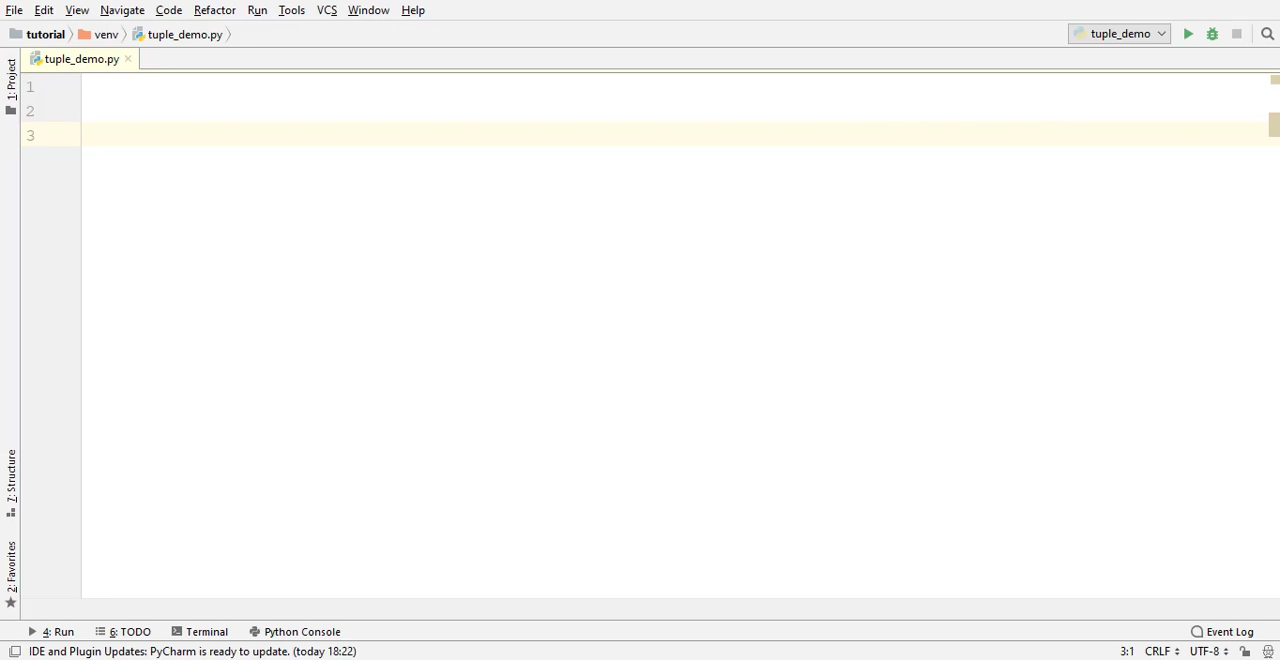 File Edit View Navigate Code Refactor Run Tools VCS Window Help
tutorial venv tuple_demo.py tuple_demo
1: Project
tuple_demo.py
1
2
3
7: Structure
2: Favorites
4: Run 6: TODO Terminal Python Console Event Log
IDE and Plugin Updates: PyCharm is ready to update. (today 18:22) 3:1 CRLF UTF-8